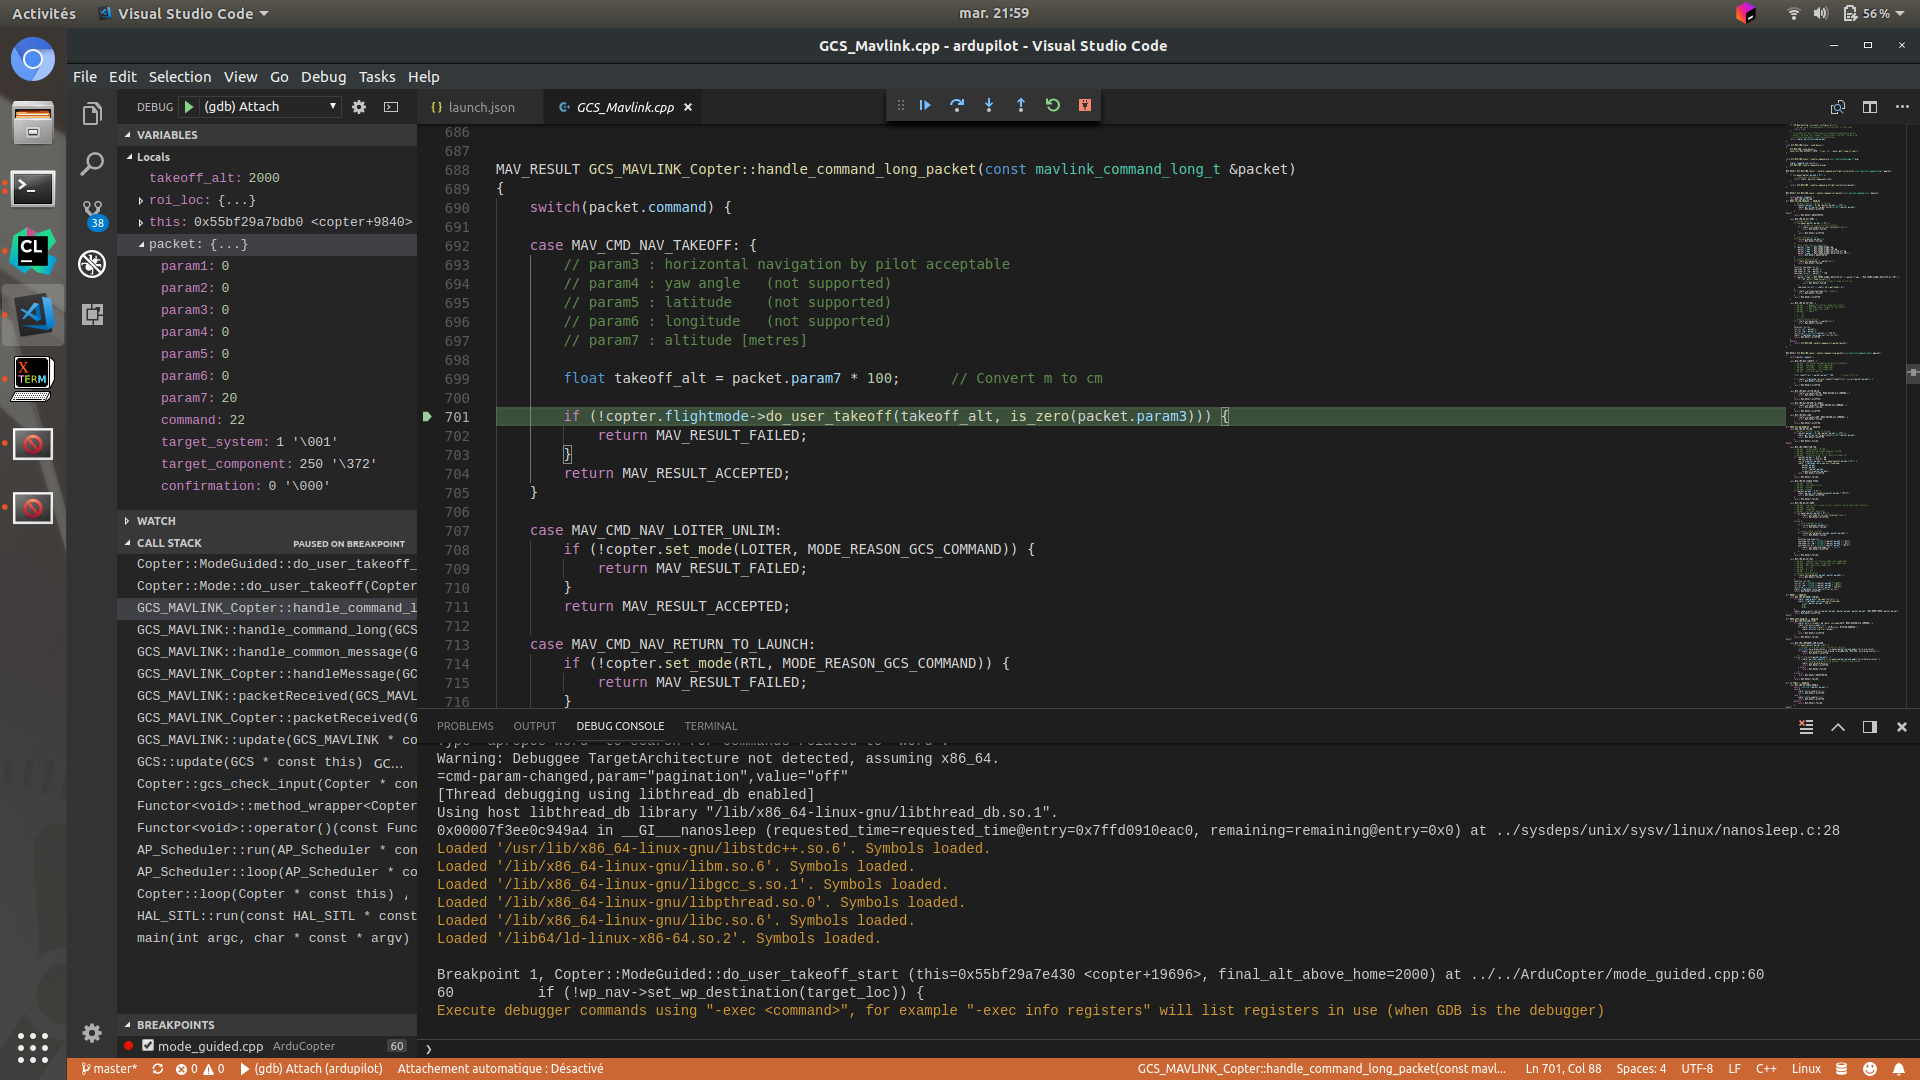 Activités
Visual Studio Code
mar. 21:59
56 %
GCS_Mavlink.cpp - ardupilot - Visual Studio Code
File Edit Selection View Go Debug Tasks Help
DEBUG (gdb) Attach
VARIABLES
Locals
takeoff_alt: 2000
roi_loc: {...}
this: 0x55bf29a7bdb0 <copter+9840>
packet: {...}
param1: 0
param2: 0
param3: 0
param4: 0
param5: 0
param6: 0
param7: 20
command: 22
target_system: 1 '\001'
target_component: 250 '\372'
confirmation: 0 '\000'
WATCH
CALL STACK PAUSED ON BREAKPOINT
Copter::ModeGuided::do_user_takeoff_
Copter::Mode::do_user_takeoff(Copter
GCS_MAVLINK_Copter::handle_command_l
GCS_MAVLINK::handle_command_long(GCS
GCS_MAVLINK::handle_common_message(G
GCS_MAVLINK_Copter::handleMessage(GC
GCS_MAVLINK::packetReceived(GCS_MAVL
GCS_MAVLINK_Copter::packetReceived(G
GCS_MAVLINK::update(GCS_MAVLINK * co
GCS::update(GCS * const this) GC...
Copter::gcs_check_input(Copter * con
Functor<void>::method_wrapper<Copter
Functor<void>::operator()(const Func
AP_Scheduler::run(AP_Scheduler * con
AP_Scheduler::loop(AP_Scheduler * co
Copter::loop(Copter * const this)
HAL_SITL::run(const HAL_SITL * const
main(int argc, char * const * argv)
BREAKPOINTS
mode_guided.cpp ArduCopter 60
38
CL
X TERM
launch.json
GCS_Mavlink.cpp
686
687
688 MAV_RESULT GCS_MAVLINK_Copter::handle_command_long_packet(const mavlink_command_long_t &packet)
689 {
690 switch(packet.command) {
691
692 case MAV_CMD_NAV_TAKEOFF: {
693 // param3 : horizontal navigation by pilot acceptable
694 // param4 : yaw angle   (not supported)
695 // param5 : latitude    (not supported)
696 // param6 : longitude   (not supported)
697 // param7 : altitude [metres]
698
699 float takeoff_alt = packet.param7 * 100;      // Convert m to cm
700
701 if (!copter.flightmode->do_user_takeoff(takeoff_alt, is_zero(packet.param3))) {
702 return MAV_RESULT_FAILED;
703 }
704 return MAV_RESULT_ACCEPTED;
705 }
706
707 case MAV_CMD_NAV_LOITER_UNLIM:
708 if (!copter.set_mode(LOITER, MODE_REASON_GCS_COMMAND)) {
709 return MAV_RESULT_FAILED;
710 }
711 return MAV_RESULT_ACCEPTED;
712
713 case MAV_CMD_NAV_RETURN_TO_LAUNCH:
714 if (!copter.set_mode(RTL, MODE_REASON_GCS_COMMAND)) {
715 return MAV_RESULT_FAILED;
716 }
PROBLEMS OUTPUT DEBUG CONSOLE TERMINAL
Warning: Debuggee TargetArchitecture not detected, assuming x86_64.
=cmd-param-changed,param="pagination",value="off"
[Thread debugging using libthread_db enabled]
Using host libthread_db library "/lib/x86_64-linux-gnu/libthread_db.so.1".
0x00007f3ee0c949a4 in __GI___nanosleep (requested_time=requested_time@entry=0x7ffd0910eac0, remaining=remaining@entry=0x0) at ../sysdeps/unix/sysv/linux/nanosleep.c:28
Loaded '/usr/lib/x86_64-linux-gnu/libstdc++.so.6'. Symbols loaded.
Loaded '/lib/x86_64-linux-gnu/libm.so.6'. Symbols loaded.
Loaded '/lib/x86_64-linux-gnu/libgcc_s.so.1'. Symbols loaded.
Loaded '/lib/x86_64-linux-gnu/libpthread.so.0'. Symbols loaded.
Loaded '/lib/x86_64-linux-gnu/libc.so.6'. Symbols loaded.
Loaded '/lib64/ld-linux-x86-64.so.2'. Symbols loaded.
Breakpoint 1, Copter::ModeGuided::do_user_takeoff_start (this=0x55bf29a7e430 <copter+19696>, final_alt_above_home=2000) at ../../ArduCopter/mode_guided.cpp:60
60 if (!wp_nav->set_wp_destination(target_loc)) {
Execute debugger commands using "-exec <command>", for example "-exec info registers" will list registers in use (when GDB is the debugger)
master* 0 0 (gdb) Attach (ardupilot) Attachement automatique : Désactivé
GCS_MAVLINK_Copter::handle_command_long_packet(const mavl... Ln 701, Col 88 Spaces: 4 UTF-8 LF C++ Linux